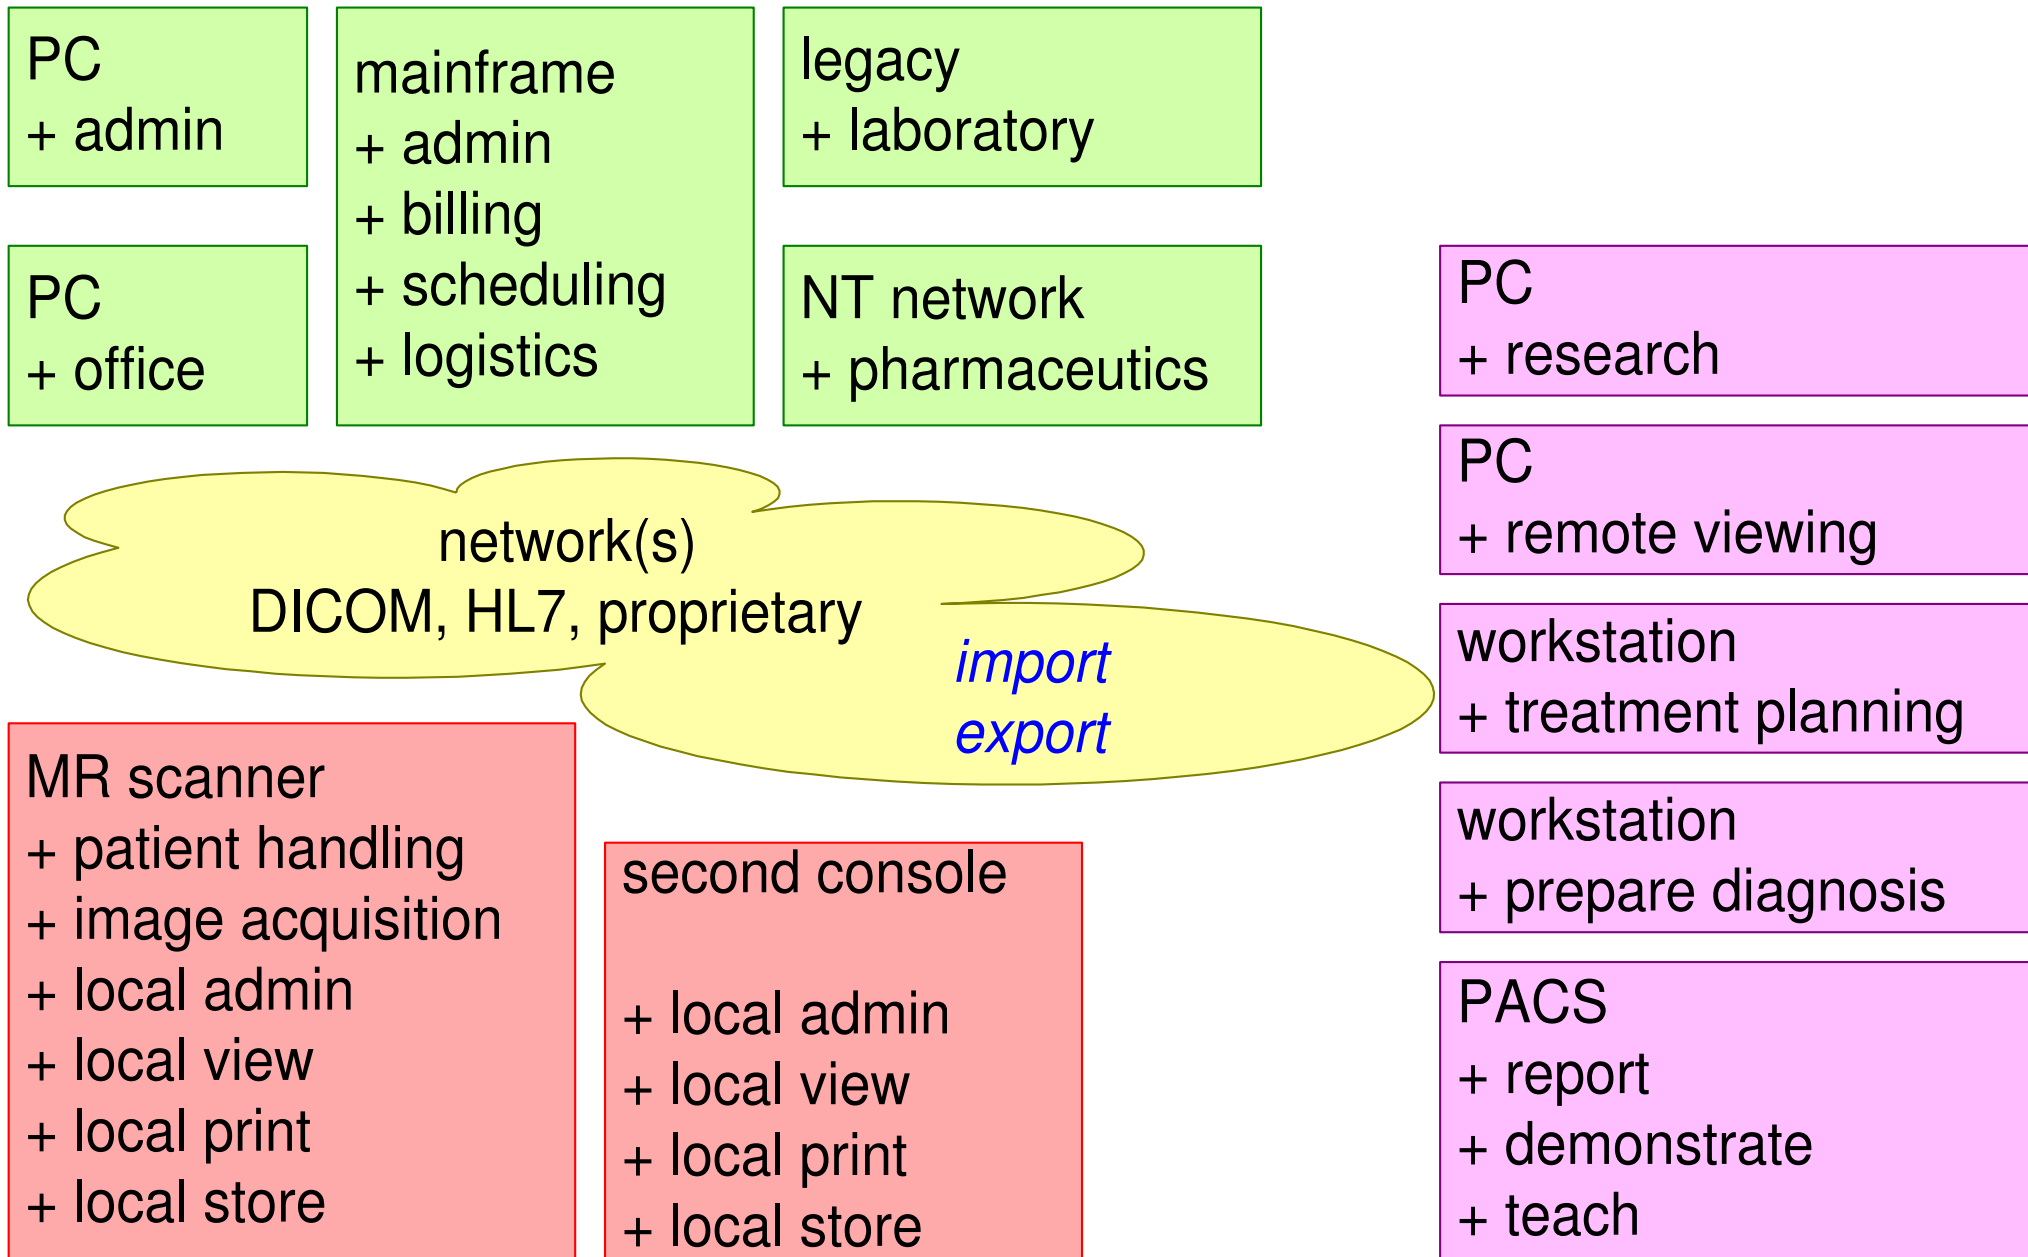 PC
+ admin
mainframe
+ admin
+ billing
+ scheduling
+ logistics
legacy
+ laboratory
PC
+ office
NT network
+ pharmaceutics
network(s)
DICOM, HL7, proprietary
import
export
PC
+ research
PC
+ remote viewing
workstation
+ treatment planning
workstation
+ prepare diagnosis
PACS
+ report
+ demonstrate
+ teach
MR scanner
+ patient handling
+ image acquisition
+ local admin
+ local view
+ local print
+ local store
second console
+ local admin
+ local view
+ local print
+ local store